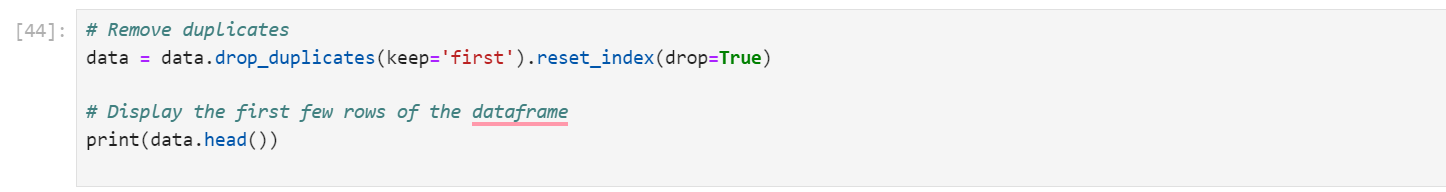 [44]: # Remove duplicates
data = data.drop_duplicates(keep='first').reset_index(drop=True)
# Display the first few rows of the dataframe
print(data.head())